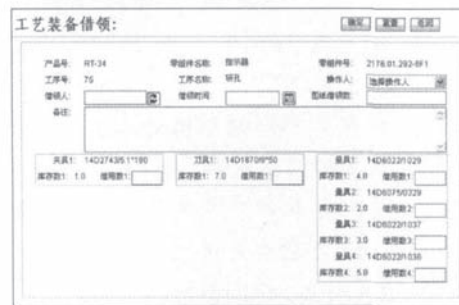 工艺装备借领:
确定 重置 返回
产品号: RT-34 零组件名称: 指示器 零组件号: 2176.01.292-6F1
工序号: 75 工序名称: 研孔 操作人: 选择操作人
借领人: 借领时间: 图纸借领数:
备注:
夹具1: 14D2743/5.1*180 刀具1: 14D1870/9*50 量具1: 14D6022/1029
库存数1: 1.0 借用数1: 库存数1: 7.0 借用数1: 库存数1: 4.0 借用数1:
量具2: 14D6075/0329
库存数2: 2.0 借用数2:
量具3: 14D6022/1037
库存数3: 3.0 借用数3:
量具4: 14D6022/1036
库存数4: 5.0 借用数4: